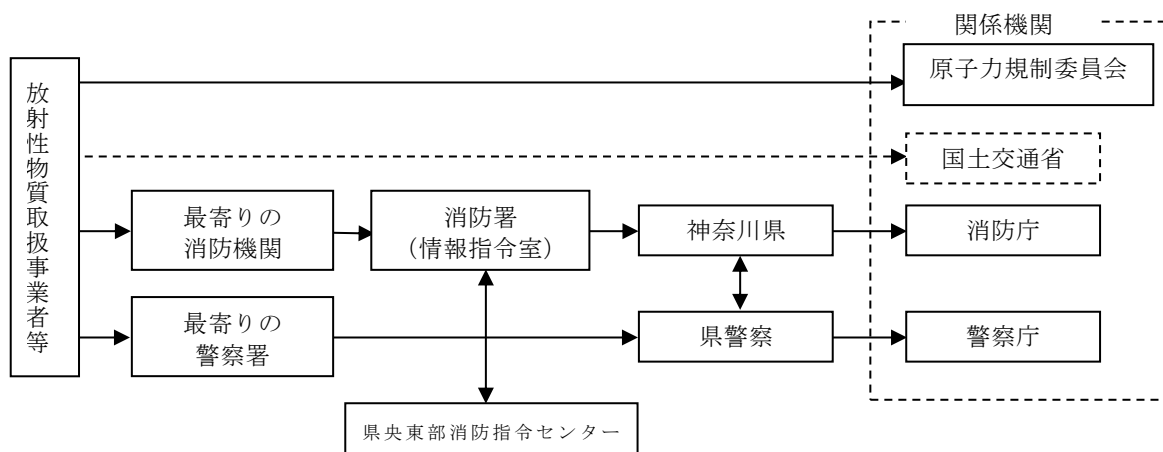 関係機関
原子力規制委員会
放射性物質取扱事業者等
国土交通省
最寄りの
消防機関
消防署
（情報指令室）
神奈川県
消防庁
最寄りの
警察署
県警察
警察庁
県央東部消防指令センター